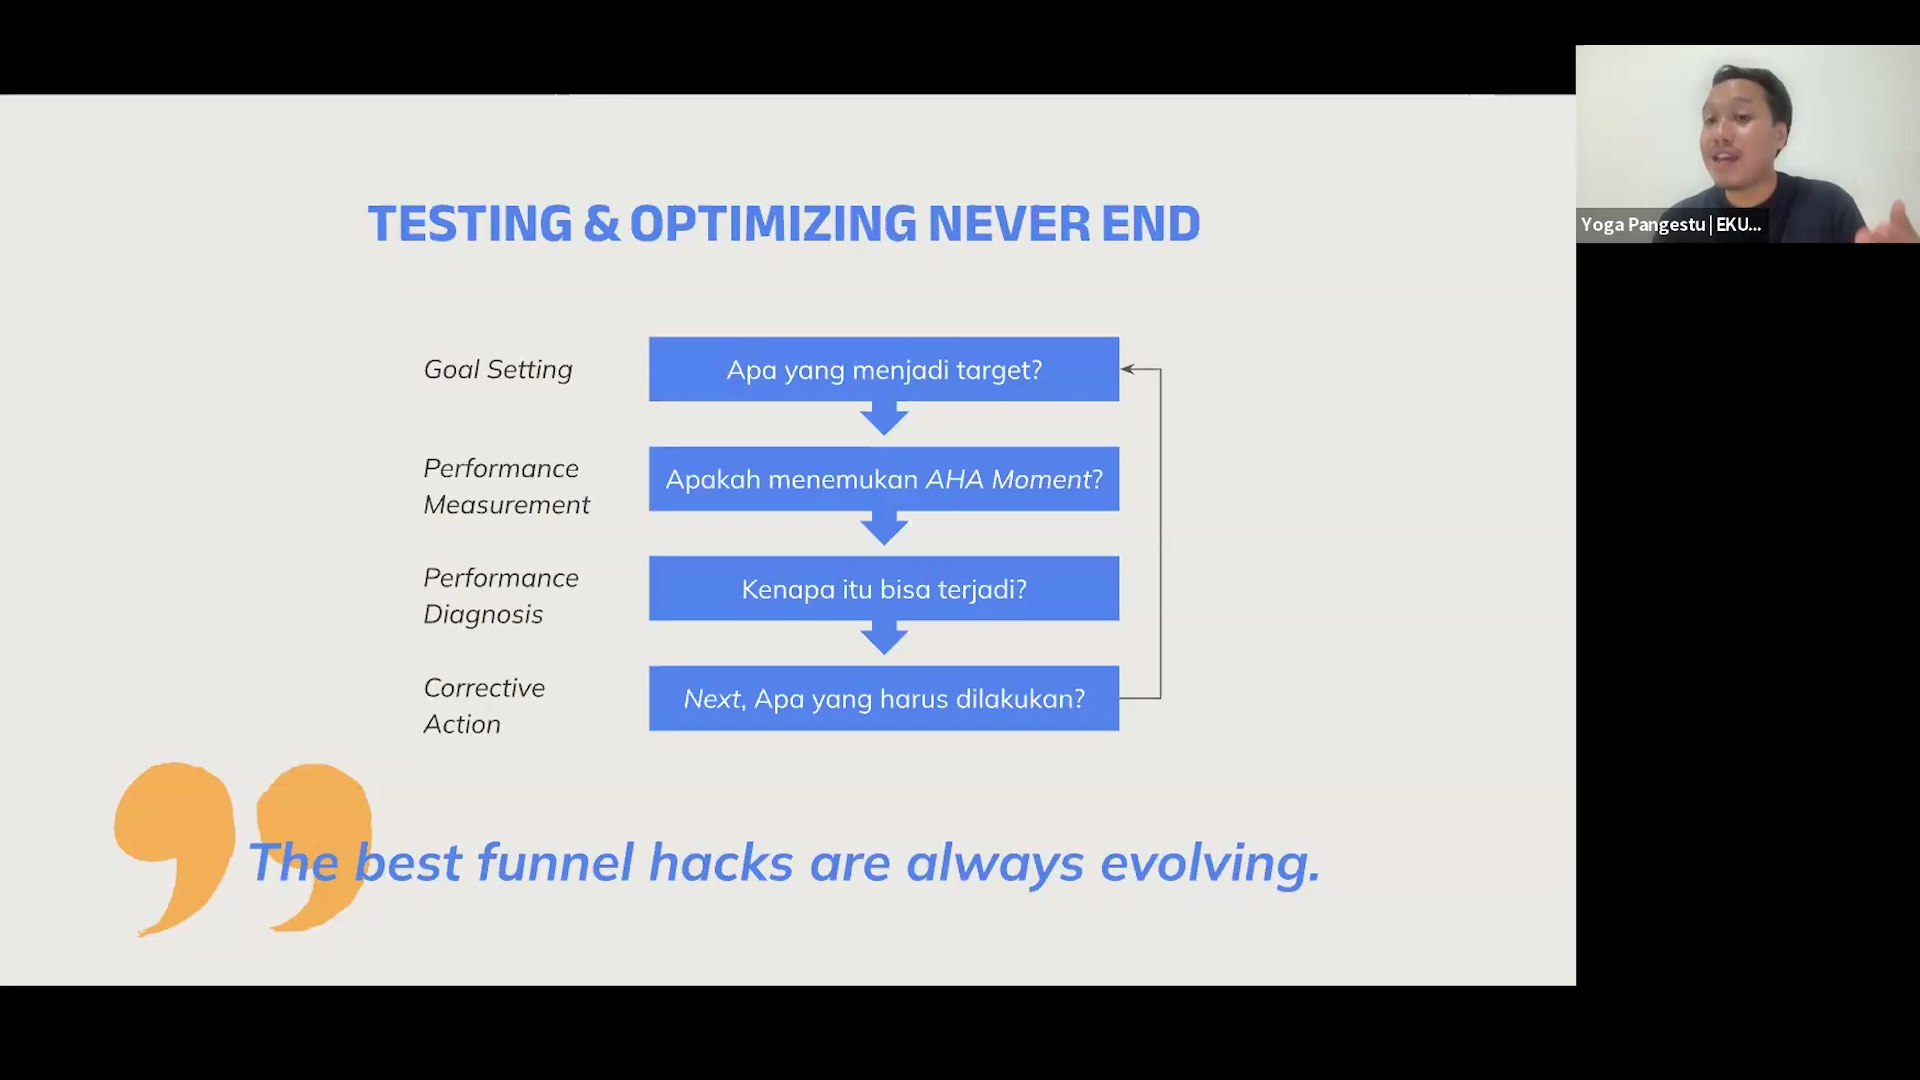 TESTING & OPTIMIZING NEVER END
Goal Setting
Apa yang menjadi target?
Performance
Measurement
Apakah menemukan AHA Moment?
Performance
Diagnosis
Kenapa itu bisa terjadi?
Corrective
Action
Next, Apa yang harus dilakukan?
The best funnel hacks are always evolving.
Yoga Pangestu | EKU...